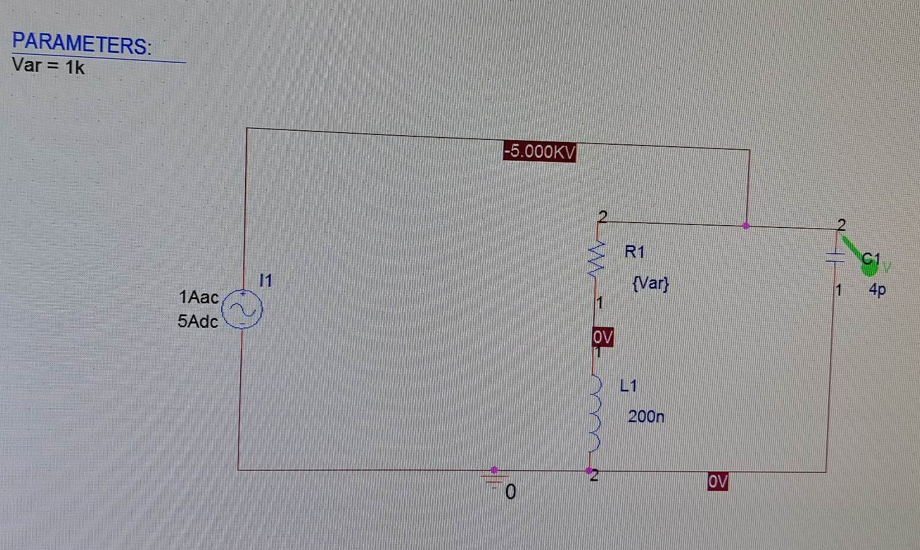 PARAMETERS:
Var = 1k
-5.000KV
2
2
R1
C1
V
{Var}
I1
1
4p
1Aac
1
5Adc
0V
1
L1
200n
2
0V
0